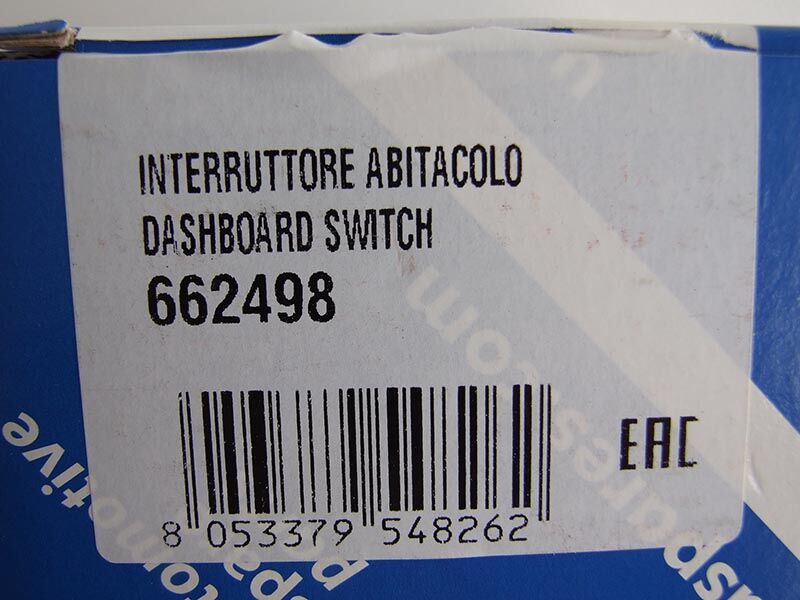 INTERRUTTORE ABITACOLO
DASHBOARD SWITCH
662498
EAC
8 053379 548262